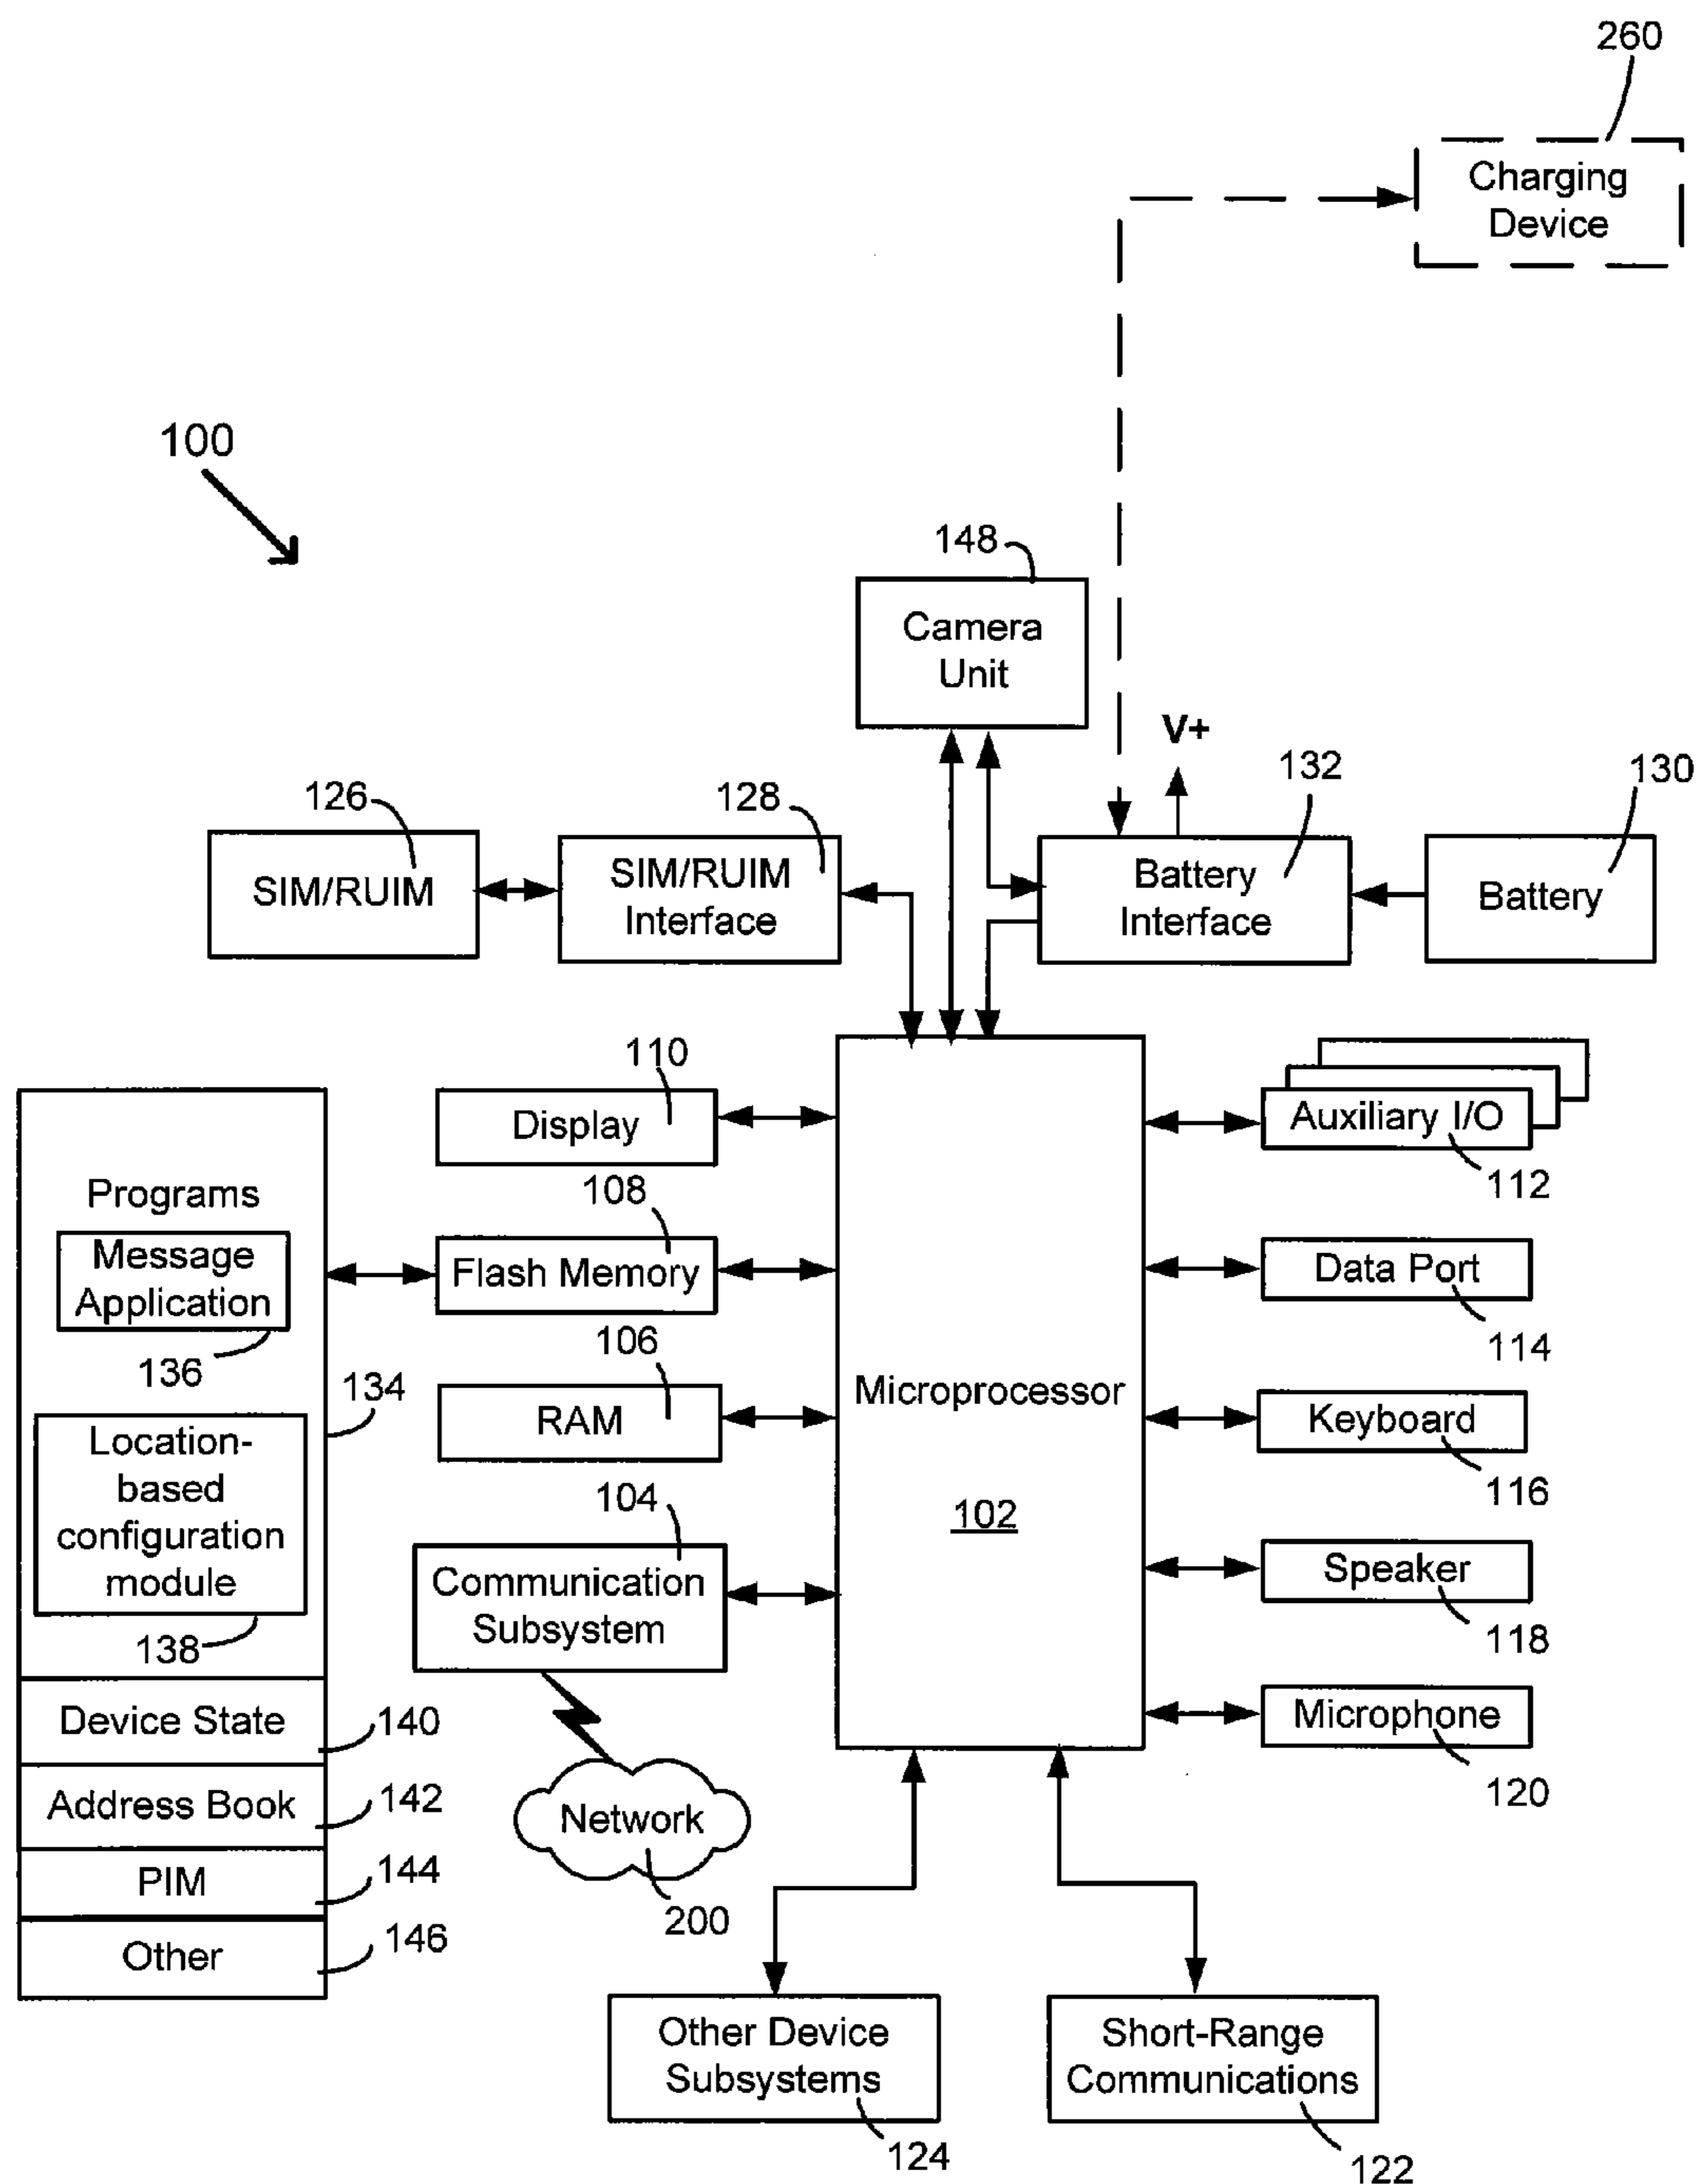 260
Charging
Device
100
148
Camera
Unit
V+
132
130
126
128
SIM/RUIM
SIM/RUIM
Interface
Battery
Interface
Battery
110
Display
Auxiliary I/O
112
Programs
108
Message
Application
136
Flash Memory
Data Port
114
106
134
RAM
Microprocessor
102
Keyboard
116
Location-
based
configuration
module
138
104
Communication
Subsystem
Speaker
118
Device State
140
Microphone
120
Address Book
142
Network
200
PIM
144
Other
146
Other Device
Subsystems
124
Short-Range
Communications
122